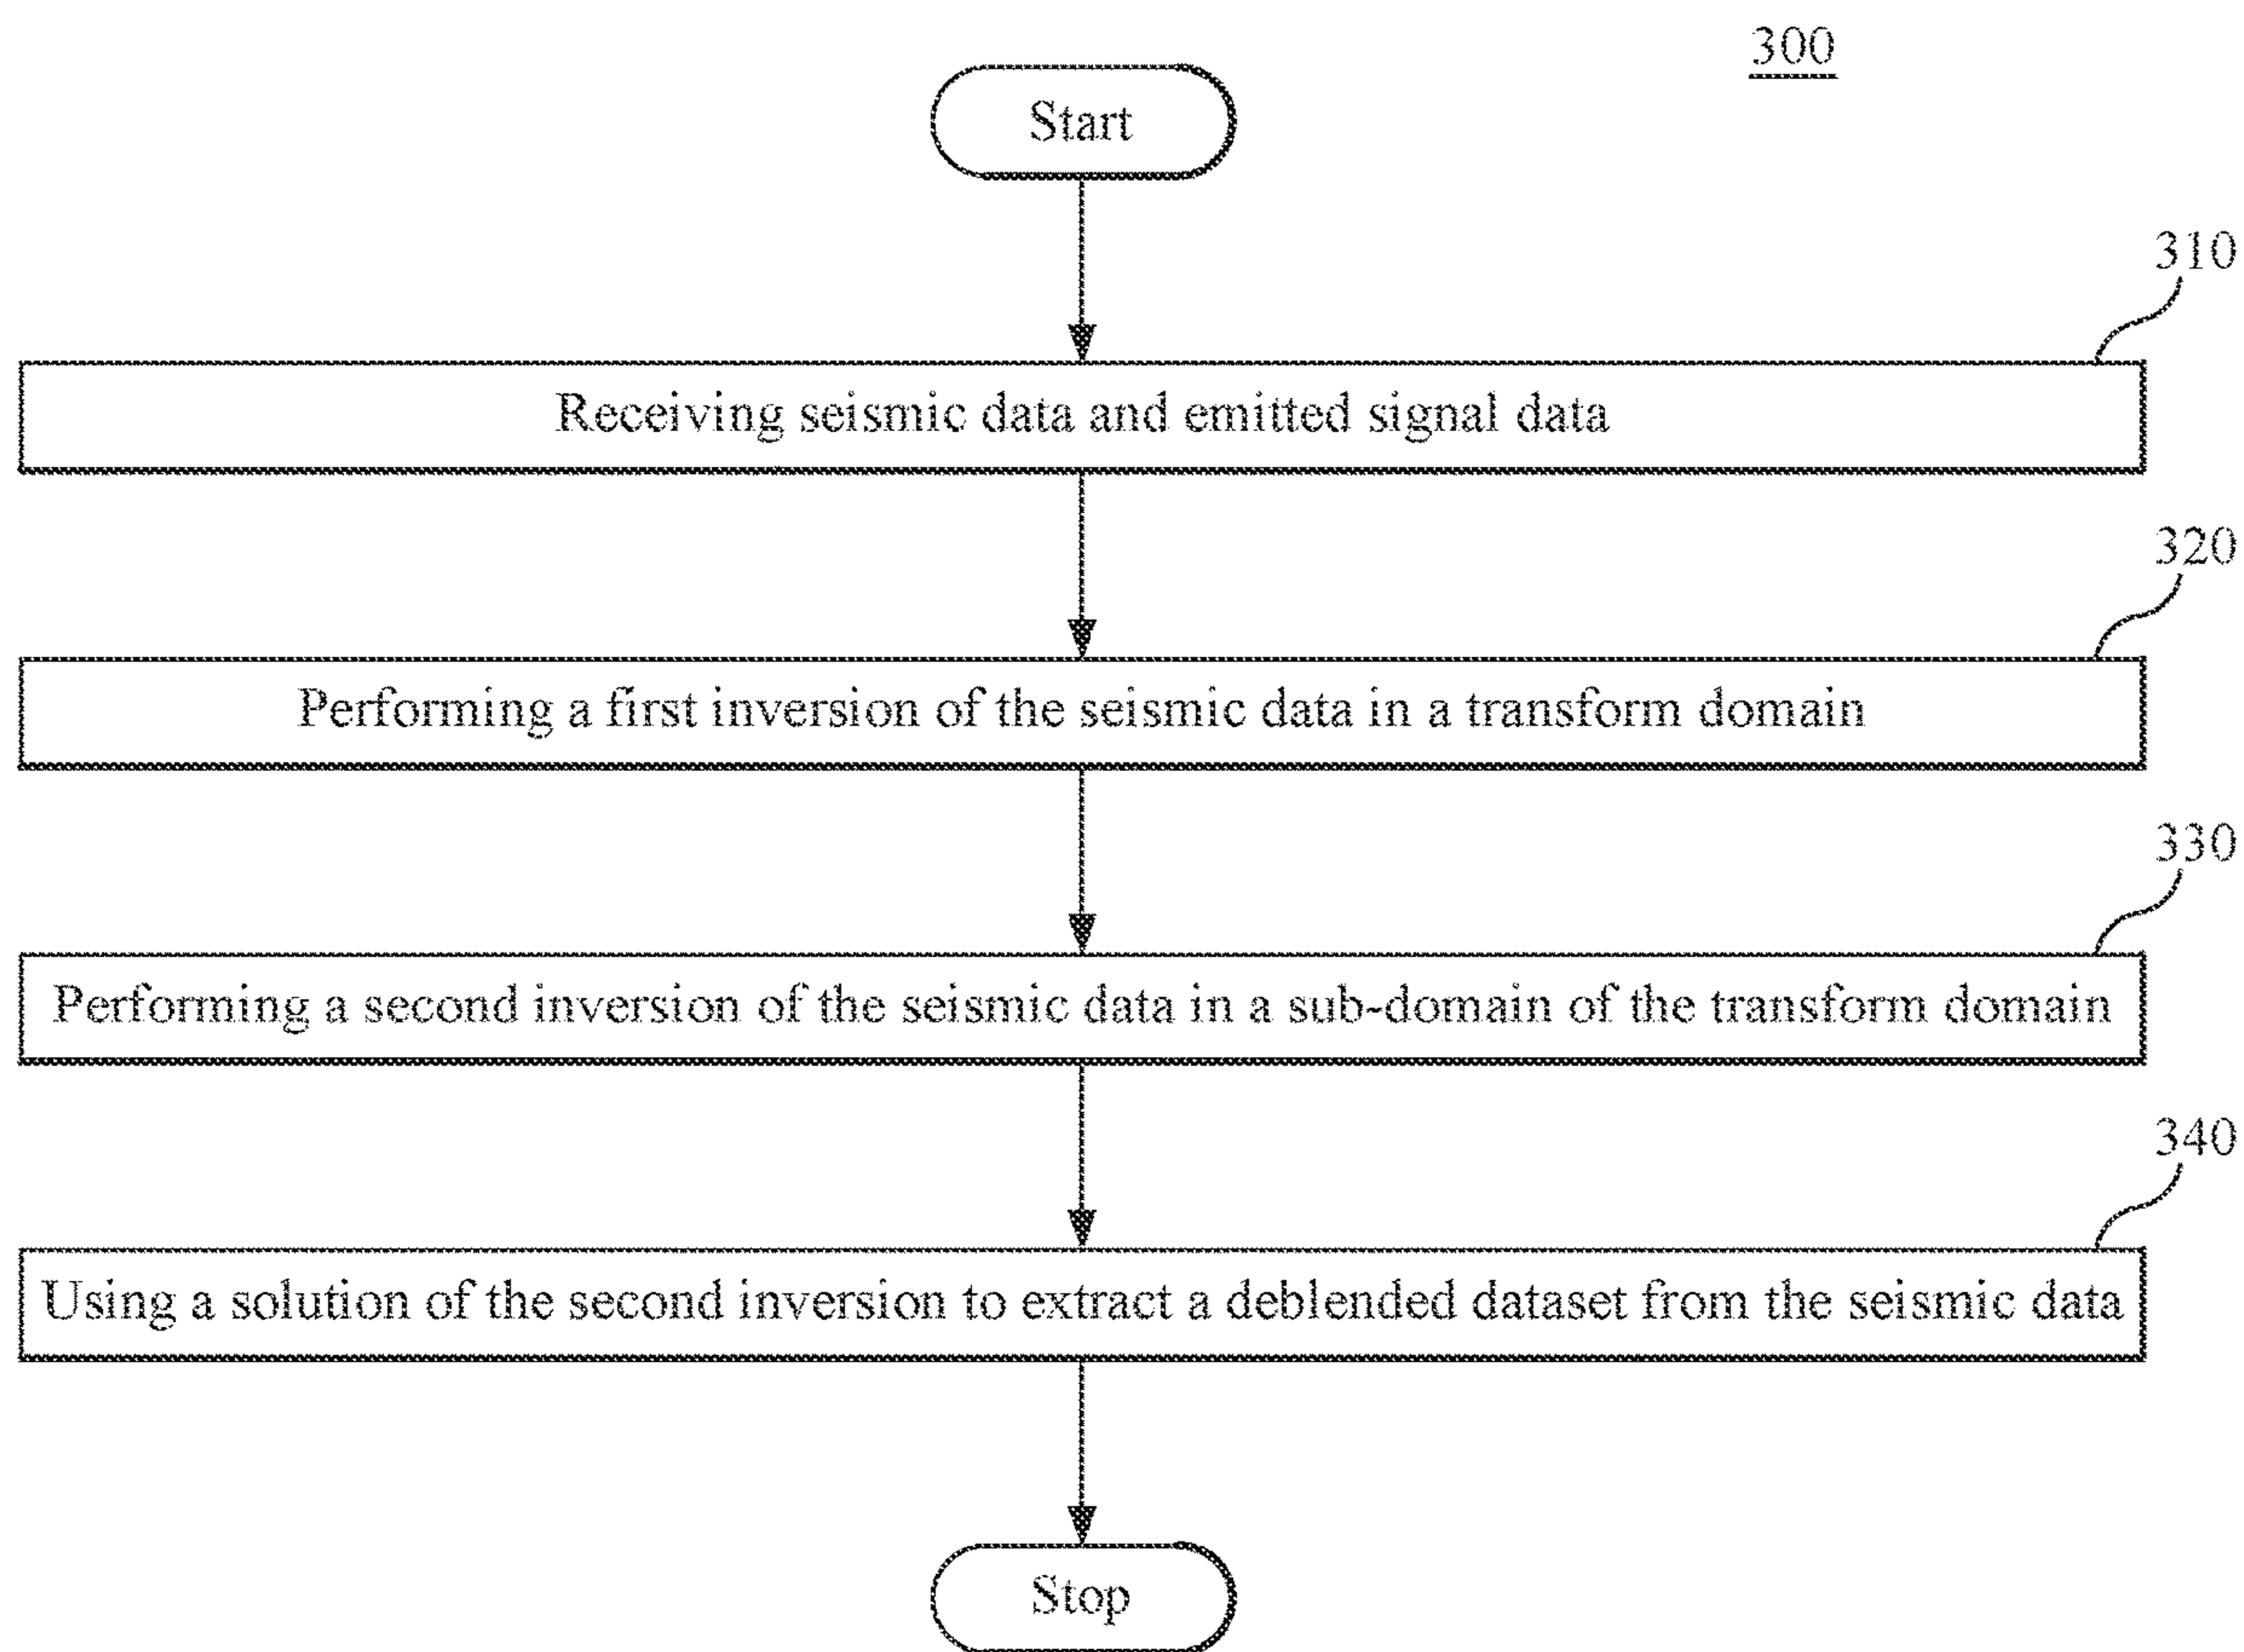 300
Start
310
Receiving seismic data and emitted signal data
320
Performing a first inversion of the seismic data in a transform domain
330
Performing a second inversion of the seismic data in a sub-domain of the transform domain
340
Using a solution of the second inversion to extract a deblended dataset from the seismic data
Stop